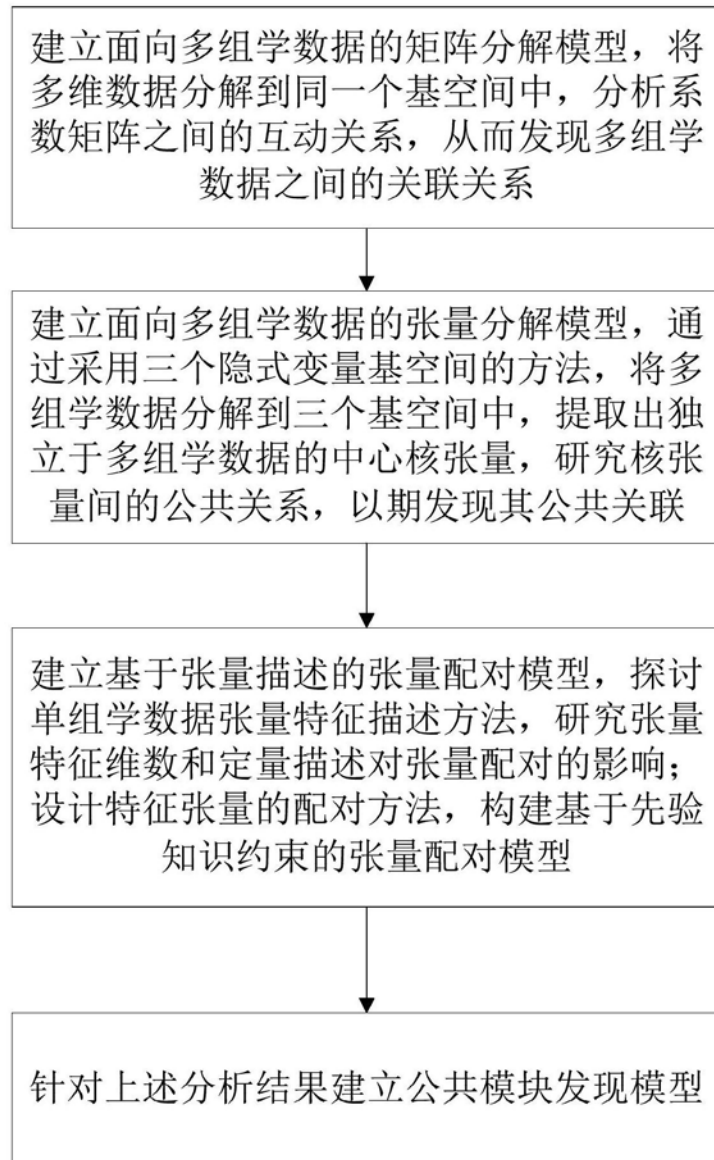 建立面向多组学数据的矩阵分解模型，将
多维数据分解到同一个基空间中，分析系
数矩阵之间的互动关系，从而发现多组学
数据之间的关联关系
建立面向多组学数据的张量分解模型，通
过采用三个隐式变量基空间的方法，将多
组学数据分解到三个基空间中，提取出独
立于多组学数据的中心核张量，研究核张
量间的公共关系，以期发现其公共关联
建立基于张量描述的张量配对模型，探讨
单组学数据张量特征描述方法，研究张量
特征维数和定量描述对张量配对的影响；
设计特征张量的配对方法，构建基于先验
知识约束的张量配对模型
针对上述分析结果建立公共模块发现模型